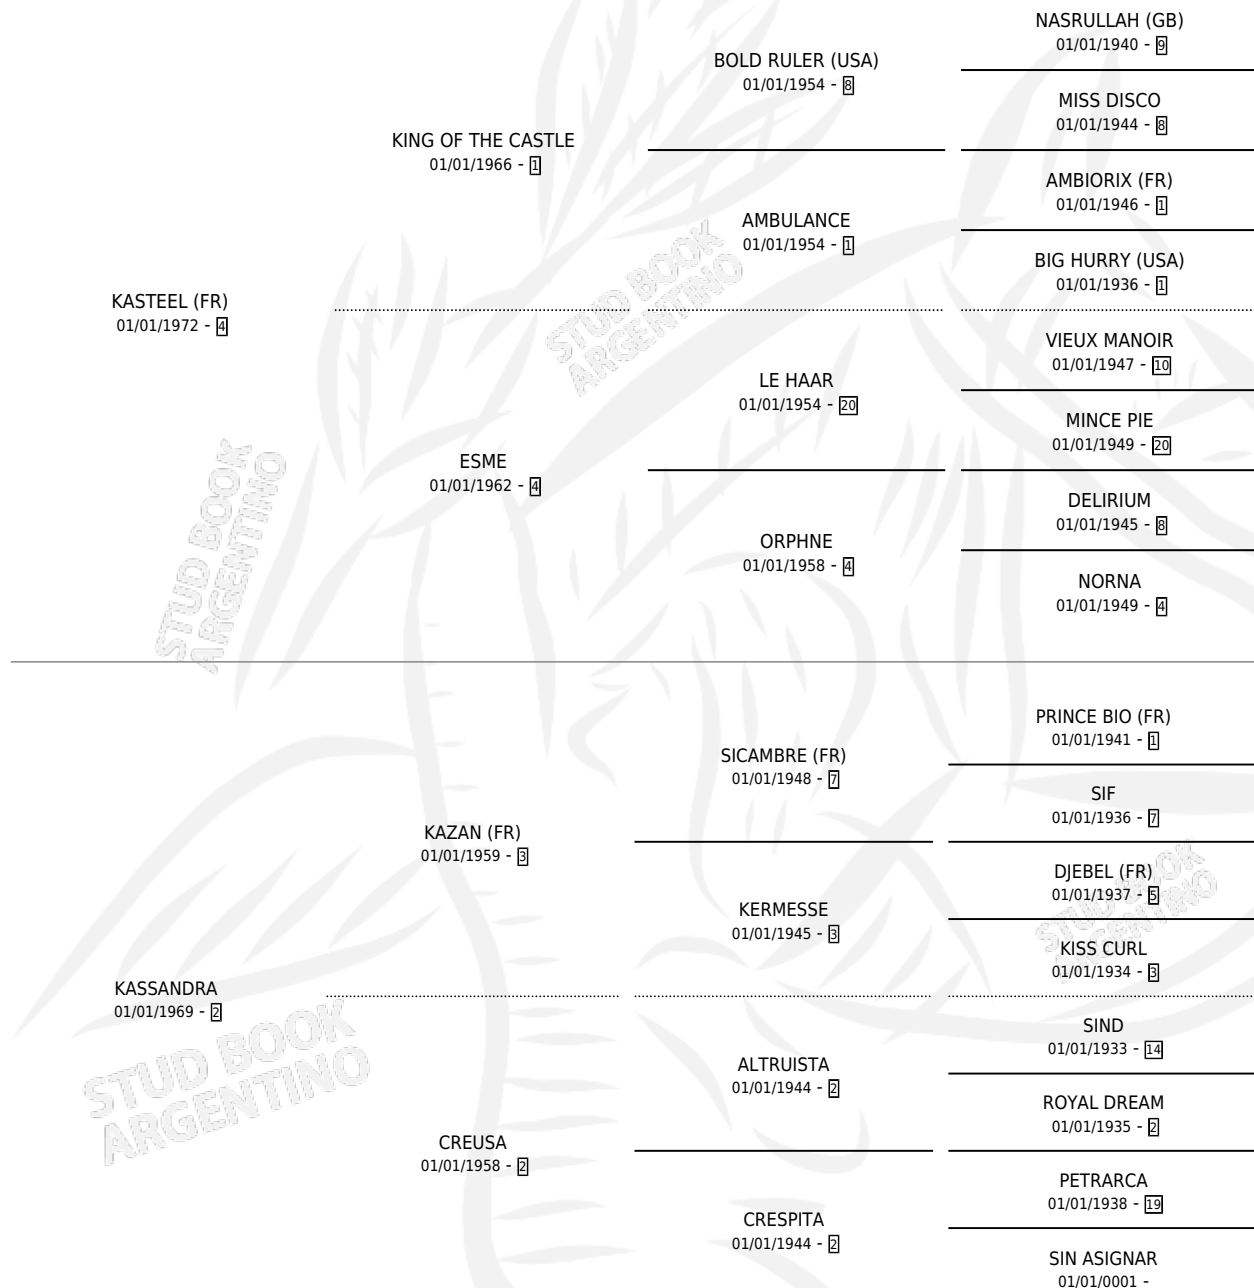 NASRULLAH (GB)
01/01/1940 - 9
BOLD RULER (USA)
01/01/1954 - 8
MISS DISCO
01/01/1944 - 8
KING OF THE CASTLE
01/01/1966 - 1
AMBIORIX (FR)
01/01/1946 - 1
AMBULANCE
01/01/1954 - 1
BIG HURRY (USA)
01/01/1936 - 1
KASTEEL (FR)
01/01/1972 - 4
VIEUX MANOIR
01/01/1947 - 10
LE HAAR
01/01/1954 - 20
MINCE PIE
01/01/1949 - 20
ESME
01/01/1962 - 4
DELIRIUM
01/01/1945 - 8
ORPHNE
01/01/1958 - 4
NORNA
01/01/1949 - 4
PRINCE BIO (FR)
01/01/1941 - 1
SICAMBRE (FR)
01/01/1948 - 7
SIF
01/01/1936 - 7
KAZAN (FR)
01/01/1959 - 3
DJEBEL (FR)
01/01/1937 - 5
KERMESSE
01/01/1945 - 3
KISS CURL
01/01/1934 - 3
KASSANDRA
01/01/1969 - 2
SIND
01/01/1933 - 14
ALTRUISTA
01/01/1944 - 2
ROYAL DREAM
01/01/1935 - 2
CREUSA
01/01/1958 - 2
PETRARCA
01/01/1938 - 19
CRESPITA
01/01/1944 - 2
SIN ASIGNAR
01/01/0001 -
STUD BOOK
ARGENTINO
STUD BOOK
ARGENTINO
STUD BOOK
ARGENTINO
STUD BOOK
ARGENTINO